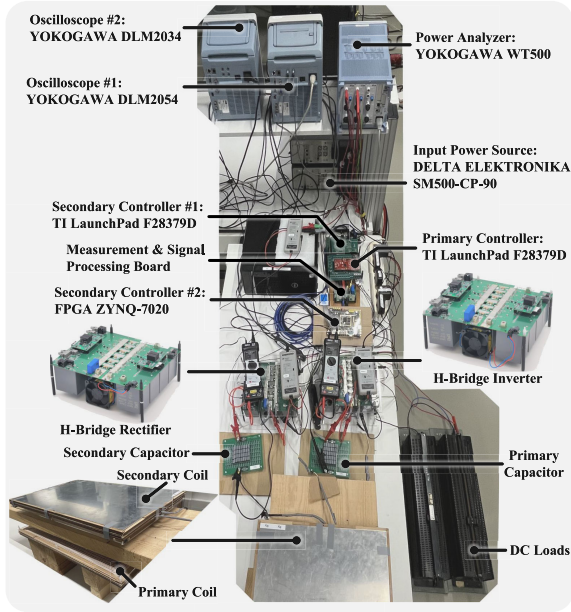 Oscilloscope #2:
YOKOGAWA DLM2034
Power Analyzer:
YOKOGAWA WT500
Oscilloscope #1:
YOKOGAWA DLM2054
Input Power Source:
DELTA ELEKTRONIKA
SM500-CP-90
Secondary Controller #1:
TI LaunchPad F28379D
Primary Controller:
TI LaunchPad F28379D
Measurement & Signal
Processing Board
Secondary Controller #2:
FPGA ZYNQ-7020
H-Bridge Inverter
H-Bridge Rectifier
Secondary Capacitor
Primary
Capacitor
Secondary Coil
DC Loads
Primary Coil